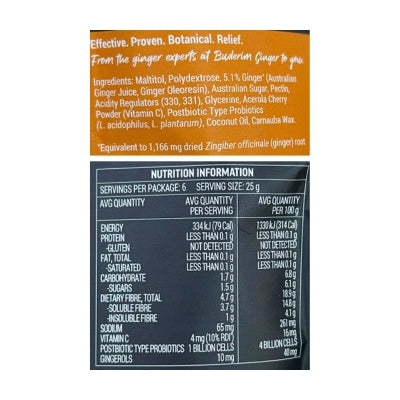 Effective. Proven. Botanical. Relief.
From the ginger experts at Buderim Ginger to you.
Ingredients: Maltitol, Polydextrose, 5.1% Ginger* (Australian
Ginger Juice, Ginger Oleoresin), Australian Sugar, Pectin,
Acidity Regulators (330, 331), Glycerine, Acerola Cherry
Powder (Vitamin C), Postbiotic Type Probiotics
(L. acidophilus, L. plantarum), Coconut Oil, Carnauba Wax.
*Equivalent to 1,166 mg dried Zingiber officinale (ginger) root
NUTRITION INFORMATION
SERVINGS PER PACKAGE: 6 SERVING SIZE: 25 g
AVG QUANTITY AVG QUANTITY PER SERVING AVG QUANTITY PER 100 g
ENERGY 334 kJ (79 Cal) 1330 kJ (314 Cal)
PROTEIN LESS THAN 0.1 g LESS THAN 0.1 g
-GLUTEN NOT DETECTED NOT DETECTED
FAT, TOTAL LESS THAN 0.1 g LESS THAN 0.1 g
-SATURATED LESS THAN 0.1 g LESS THAN 0.1 g
CARBOHYDRATE 1.7 g 6.8 g
-SUGARS 1.5 g 6.1 g
DIETARY FIBRE, TOTAL 4.7 g 18.9 g
-SOLUBLE FIBRE 3.7 g 14.8 g
-INSOLUBLE FIBRE 1 g 4.1 g
SODIUM 65 mg 261 mg
VITAMIN C 4 mg (10% RDI*) 16 mg
POSTBIOTIC TYPE PROBIOTICS 1 BILLION CELLS 4 BILLION CELLS
GINGEROLS 10 mg 40 mg